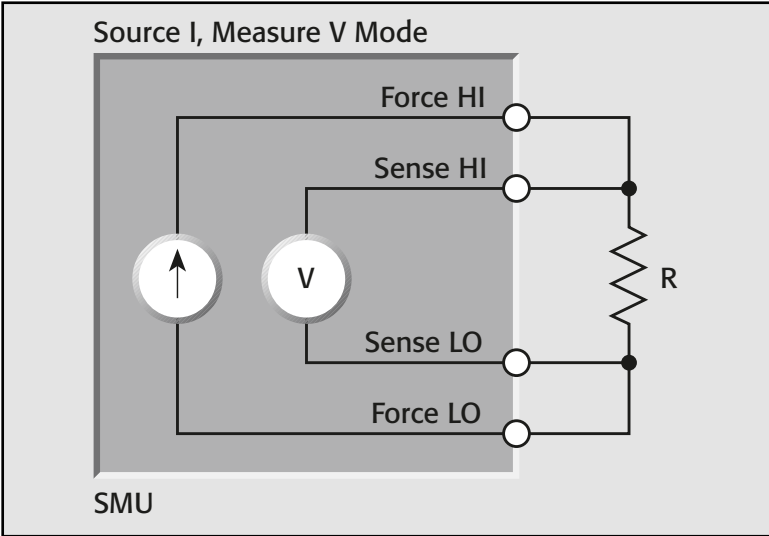 Source I, Measure V Mode
Force HI
Sense HI
V
R
Sense LO
Force LO
SMU